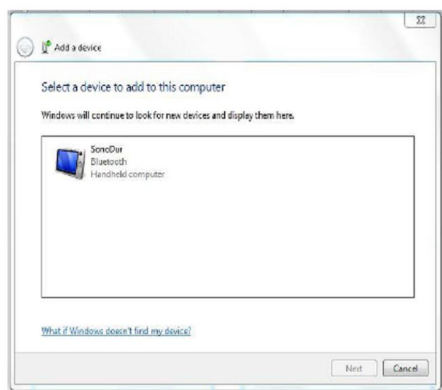 Add a device
Select a device to add to this computer
Windows will continue to look for new devices and display them here.
SonoDur
Bluetooth
Handheld computer
What if Windows doesn't find my device?
Next
Cancel